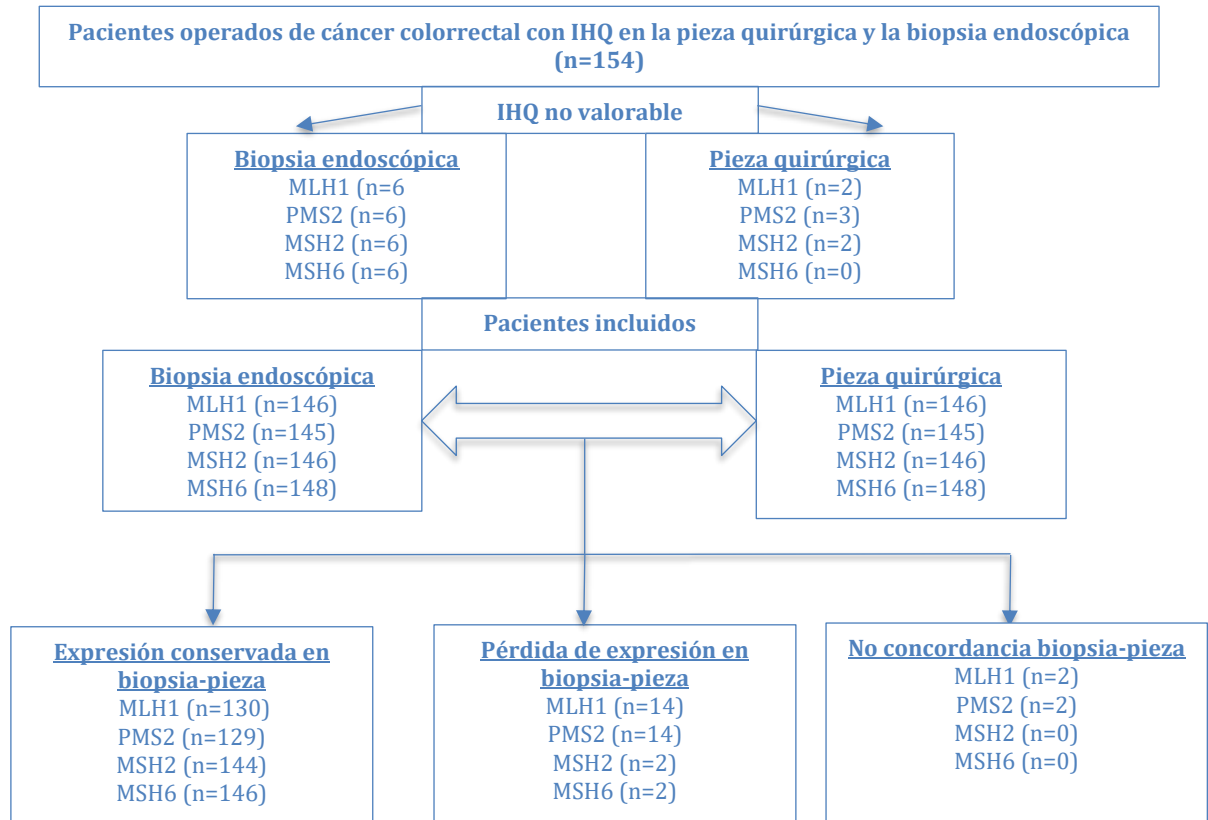 Pacientes operados de cáncer colorrectal con IHQ en la pieza quirúrgica y la biopsia endoscópica
(n=154)
IHQ no valorable
Biopsia endoscópica
MLH1 (n=6
PMS2 (n=6)
MSH2 (n=6)
MSH6 (n=6)
Pieza quirúrgica
MLH1 (n=2)
PMS2 (n=3)
MSH2 (n=2)
MSH6 (n=0)
Pacientes incluidos
Biopsia endoscópica
MLH1 (n=146)
PMS2 (n=145)
MSH2 (n=146)
MSH6 (n=148)
Pieza quirúrgica
MLH1 (n=146)
PMS2 (n=145)
MSH2 (n=146)
MSH6 (n=148)
Expresión conservada en
biopsia-pieza
MLH1 (n=130)
PMS2 (n=129)
MSH2 (n=144)
MSH6 (n=146)
Pérdida de expresión en
biopsia-pieza
MLH1 (n=14)
PMS2 (n=14)
MSH2 (n=2)
MSH6 (n=2)
No concordancia biopsia-pieza
MLH1 (n=2)
PMS2 (n=2)
MSH2 (n=0)
MSH6 (n=0)